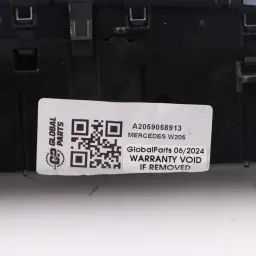 GLOBAL
PARTS
A2059058913
MERCEDES W205
GlobalParts 06/2024
WARRANTY VOID
IF REMOVED